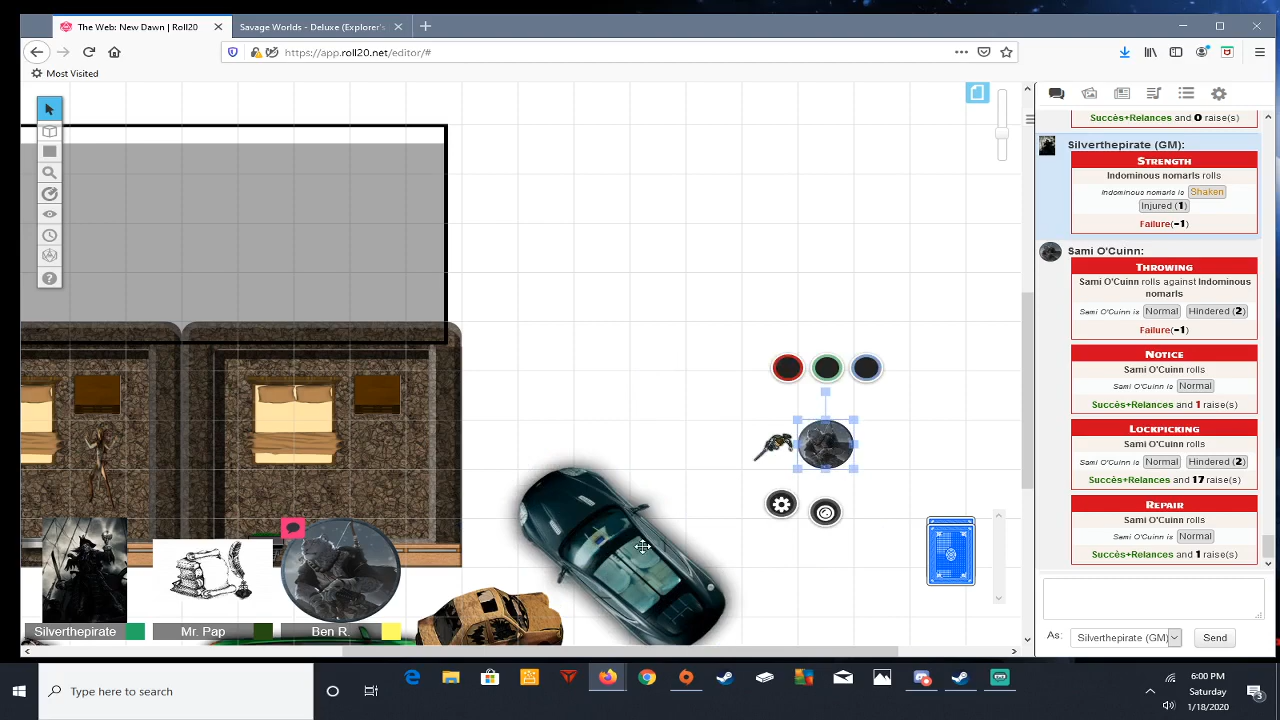 The Web: New Dawn | Roll20
Savage Worlds - Deluxe (Explorer's
https://app.roll20.net/editor/#
Most Visited
Succès+Relances and 0 raise(s)
Silverthepirate (GM):
STRENGTH
Indominous nomarls rolls
Indominous nomarls is Shaken
Injured (1)
Failure(-1)
Sami O'Cuinn:
THROWING
Sami O'Cuinn rolls against Indominous
nomarls
Sami O'Cuinn is Normal Hindered (2)
Failure(-1)
NOTICE
Sami O'Cuinn rolls
Sami O'Cuinn is Normal
Succès+Relances and 1 raise(s)
LOCKPICKING
Sami O'Cuinn rolls
Sami O'Cuinn is Normal Hindered (2)
Succès+Relances and 17 raise(s)
REPAIR
Sami O'Cuinn rolls
Sami O'Cuinn is Normal
Succès+Relances and 1 raise(s)
Silverthepirate
Mr. Pap
Ben R.
As: Silverthepirate (GM) Send
Type here to search
6:00 PM
Saturday
1/18/2020
3